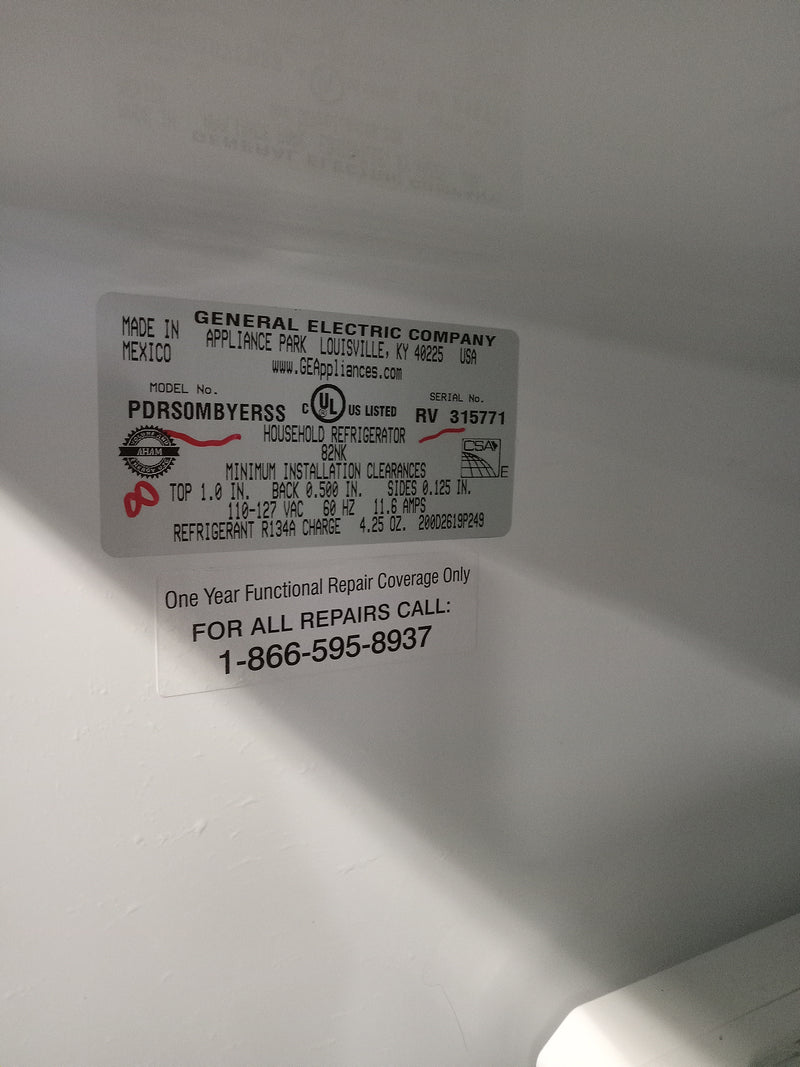 MADE IN
MEXICO
GENERAL ELECTRIC COMPANY
APPLIANCE PARK LOUISVILLE, KY 40225 USA
www.GEAppliances.com
MODEL No.
PDRSOMBYERSS
C UL US LISTED
SERIAL No.
RV 315771
AHAM
HOUSEHOLD REFRIGERATOR
82NK
CSA
E
MINIMUM INSTALLATION CLEARANCES
TOP 1.0 IN. BACK 0.500 IN. SIDES 0.125 IN.
110-127 VAC 60 HZ 11.6 AMPS
REFRIGERANT R134A CHARGE 4.25 OZ. 200D2619P249
One Year Functional Repair Coverage Only
FOR ALL REPAIRS CALL:
1-866-595-8937